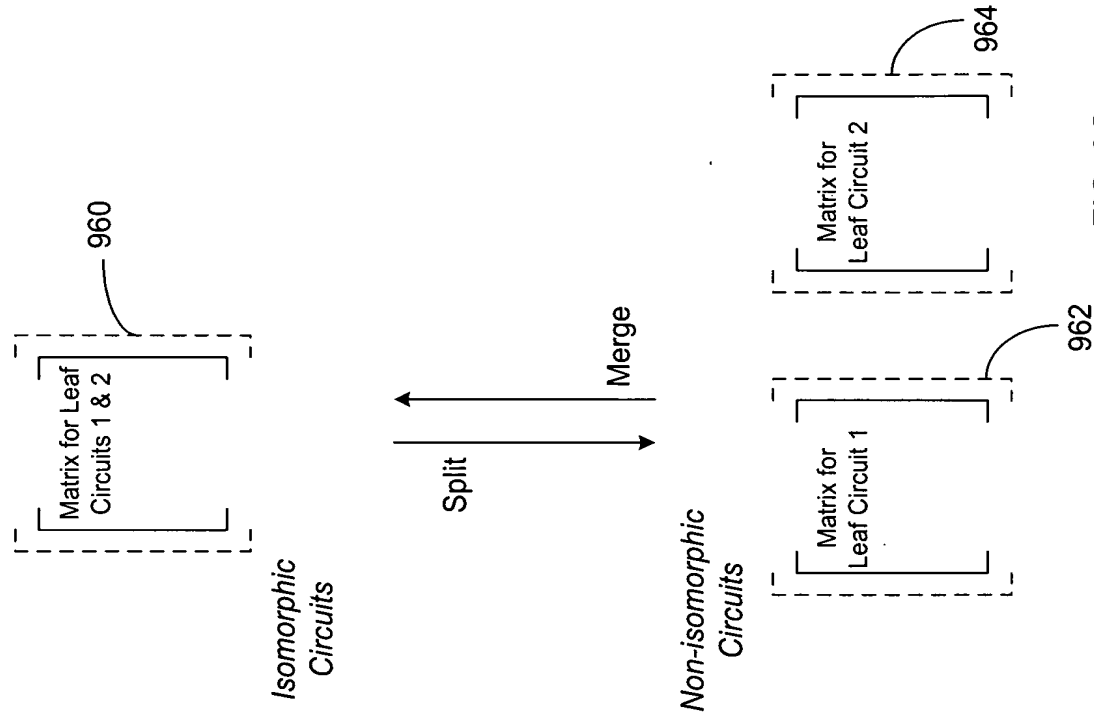 960
Matrix for Leaf
Circuits 1 & 2
Isomorphic
Circuits
Split
Merge
Non-isomorphic
Circuits
Matrix for
Leaf Circuit 1
962
Matrix for
Leaf Circuit 2
964